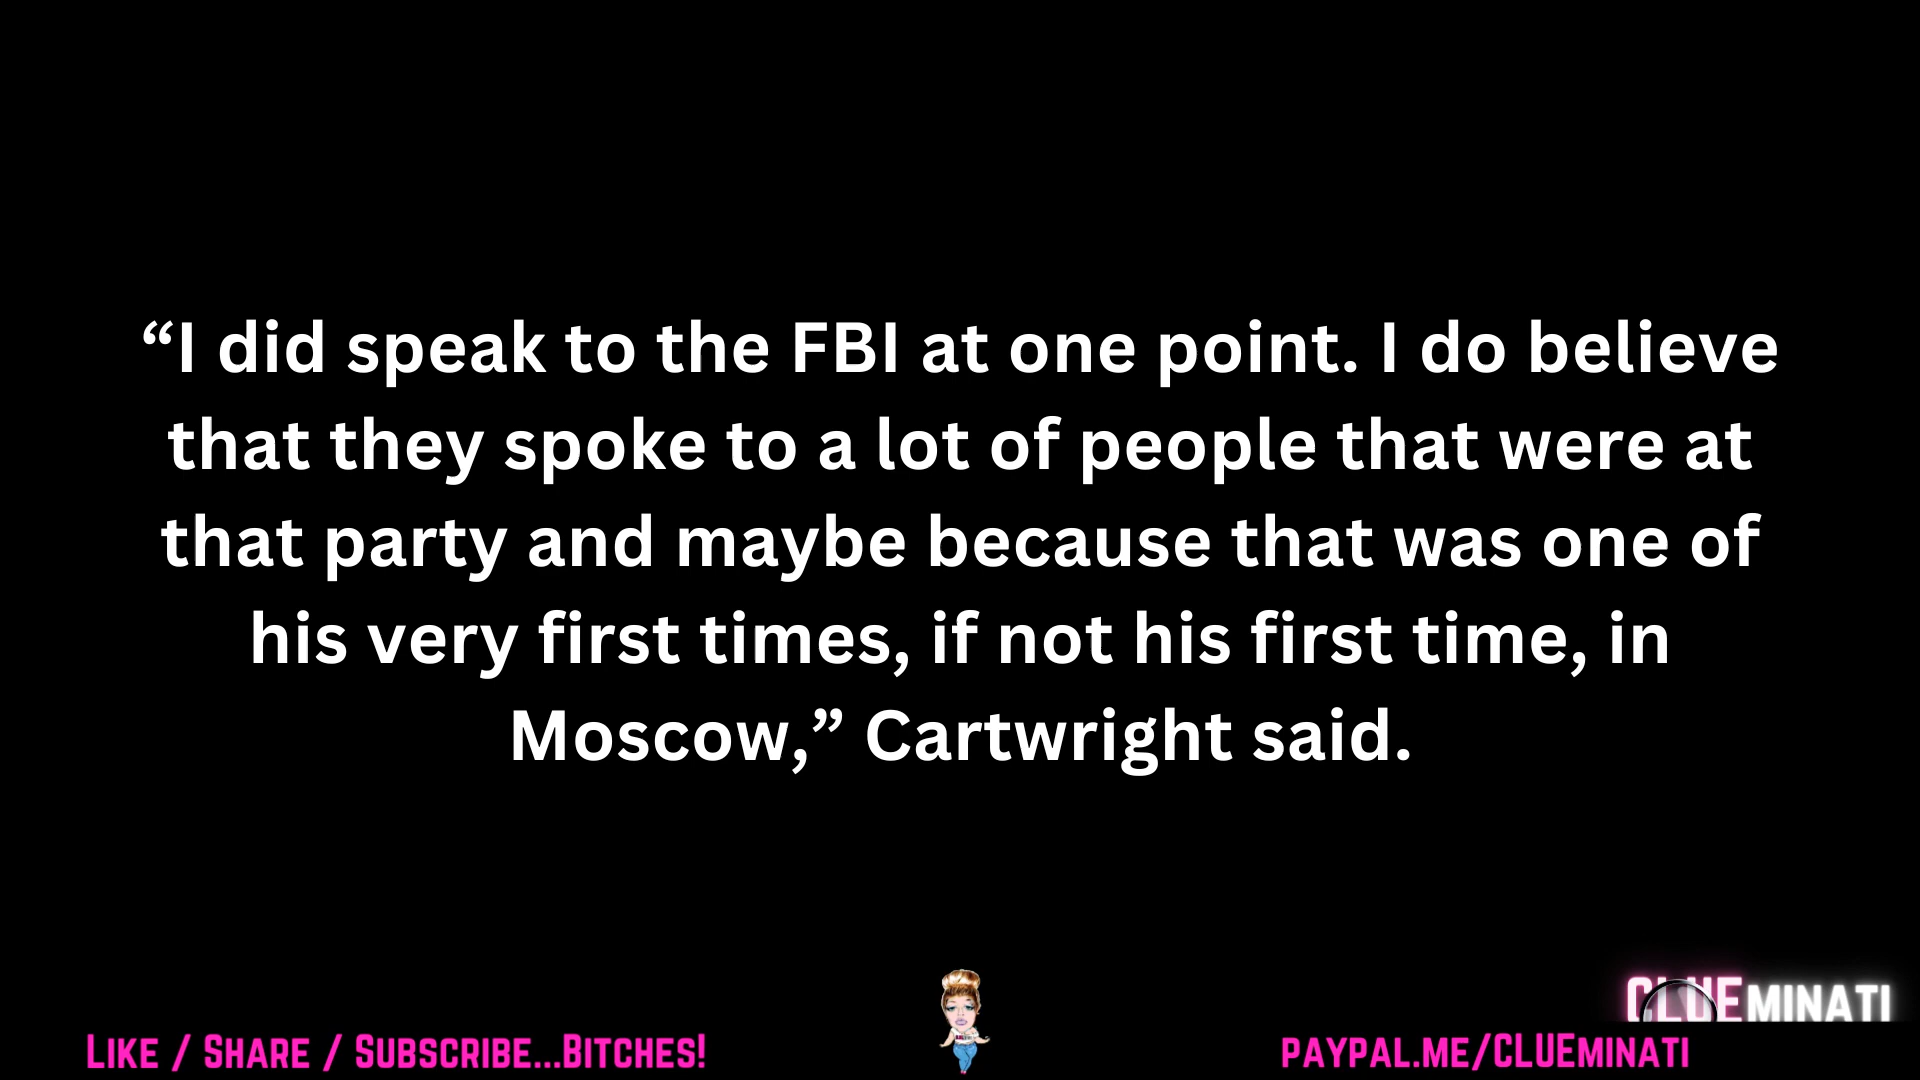 “I did speak to the FBI at one point. I do believe
that they spoke to a lot of people that were at
that party and maybe because that was one of
his very first times, if not his first time, in
Moscow,” Cartwright said.
CLUEMINATI
LIKE / SHARE / SUBSCRIBE...BITCHES!
PAYPAL.ME/CLUEMINATI